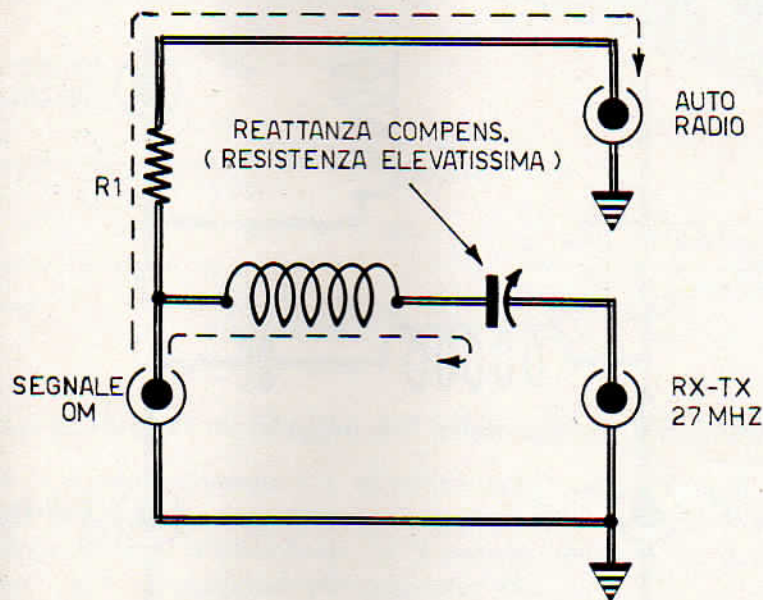 AUTO
RADIO
REATTANZA COMPENS.
( RESISTENZA ELEVATISSIMA )
R1
SEGNALE
OM
RX-TX
27 MHZ